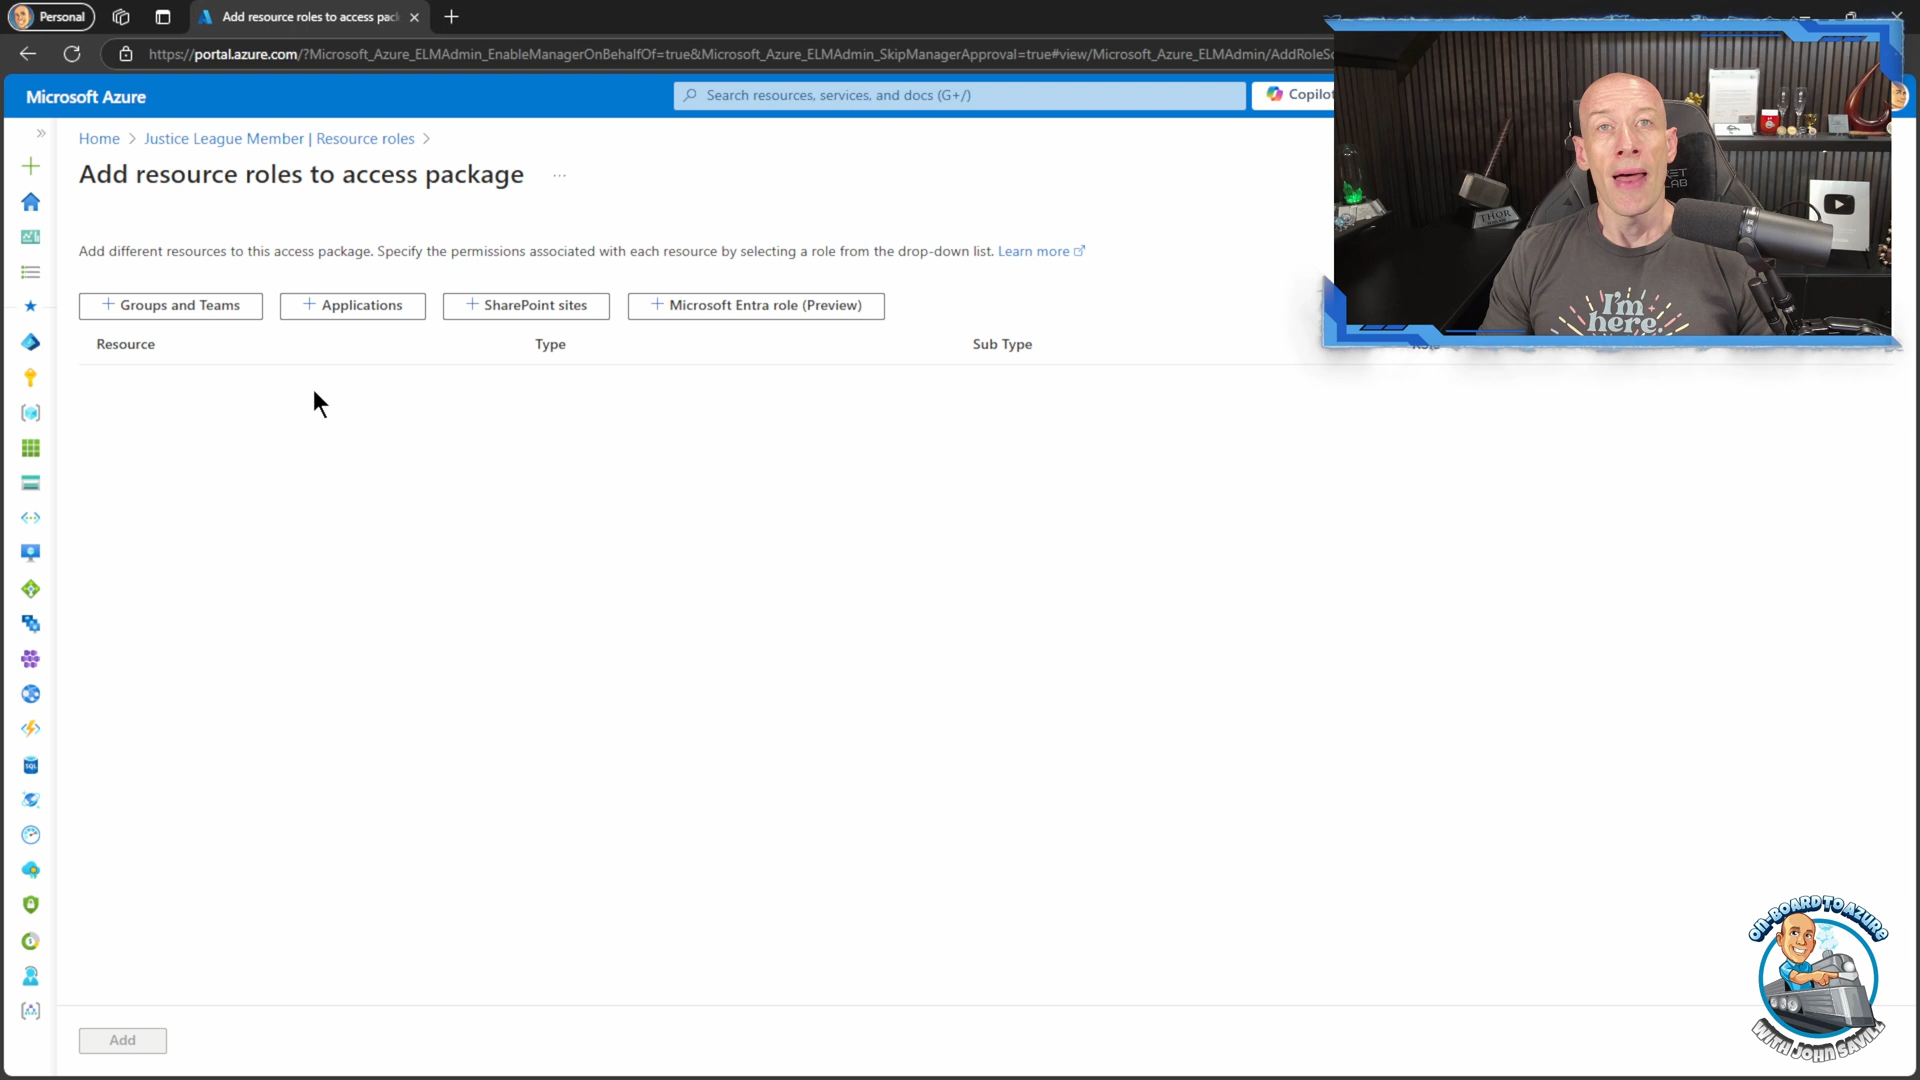 Personal
Add resource roles to access pac
https://portal.azure.com/?Microsoft_Azure_ELMAdmin_EnableManagerOnBehalfOf=true&Microsoft_Azure_ELMAdmin_SkipManagerApproval=true#view/Microsoft_Azure_ELMAdmin/AddRoleSc
Microsoft Azure
Search resources, services, and docs (G+/)
Copilot
Home > Justice League Member | Resource roles >
Add resource roles to access package ...
Add different resources to this access package. Specify the permissions associated with each resource by selecting a role from the drop-down list. Learn more
+ Groups and Teams
+ Applications
+ SharePoint sites
+ Microsoft Entra role (Preview)
Resource
Type
Sub Type
THOR
I'm
here.
SQL
Add
ON-BOARD TO AZURE
WITH JOHN SAVILL